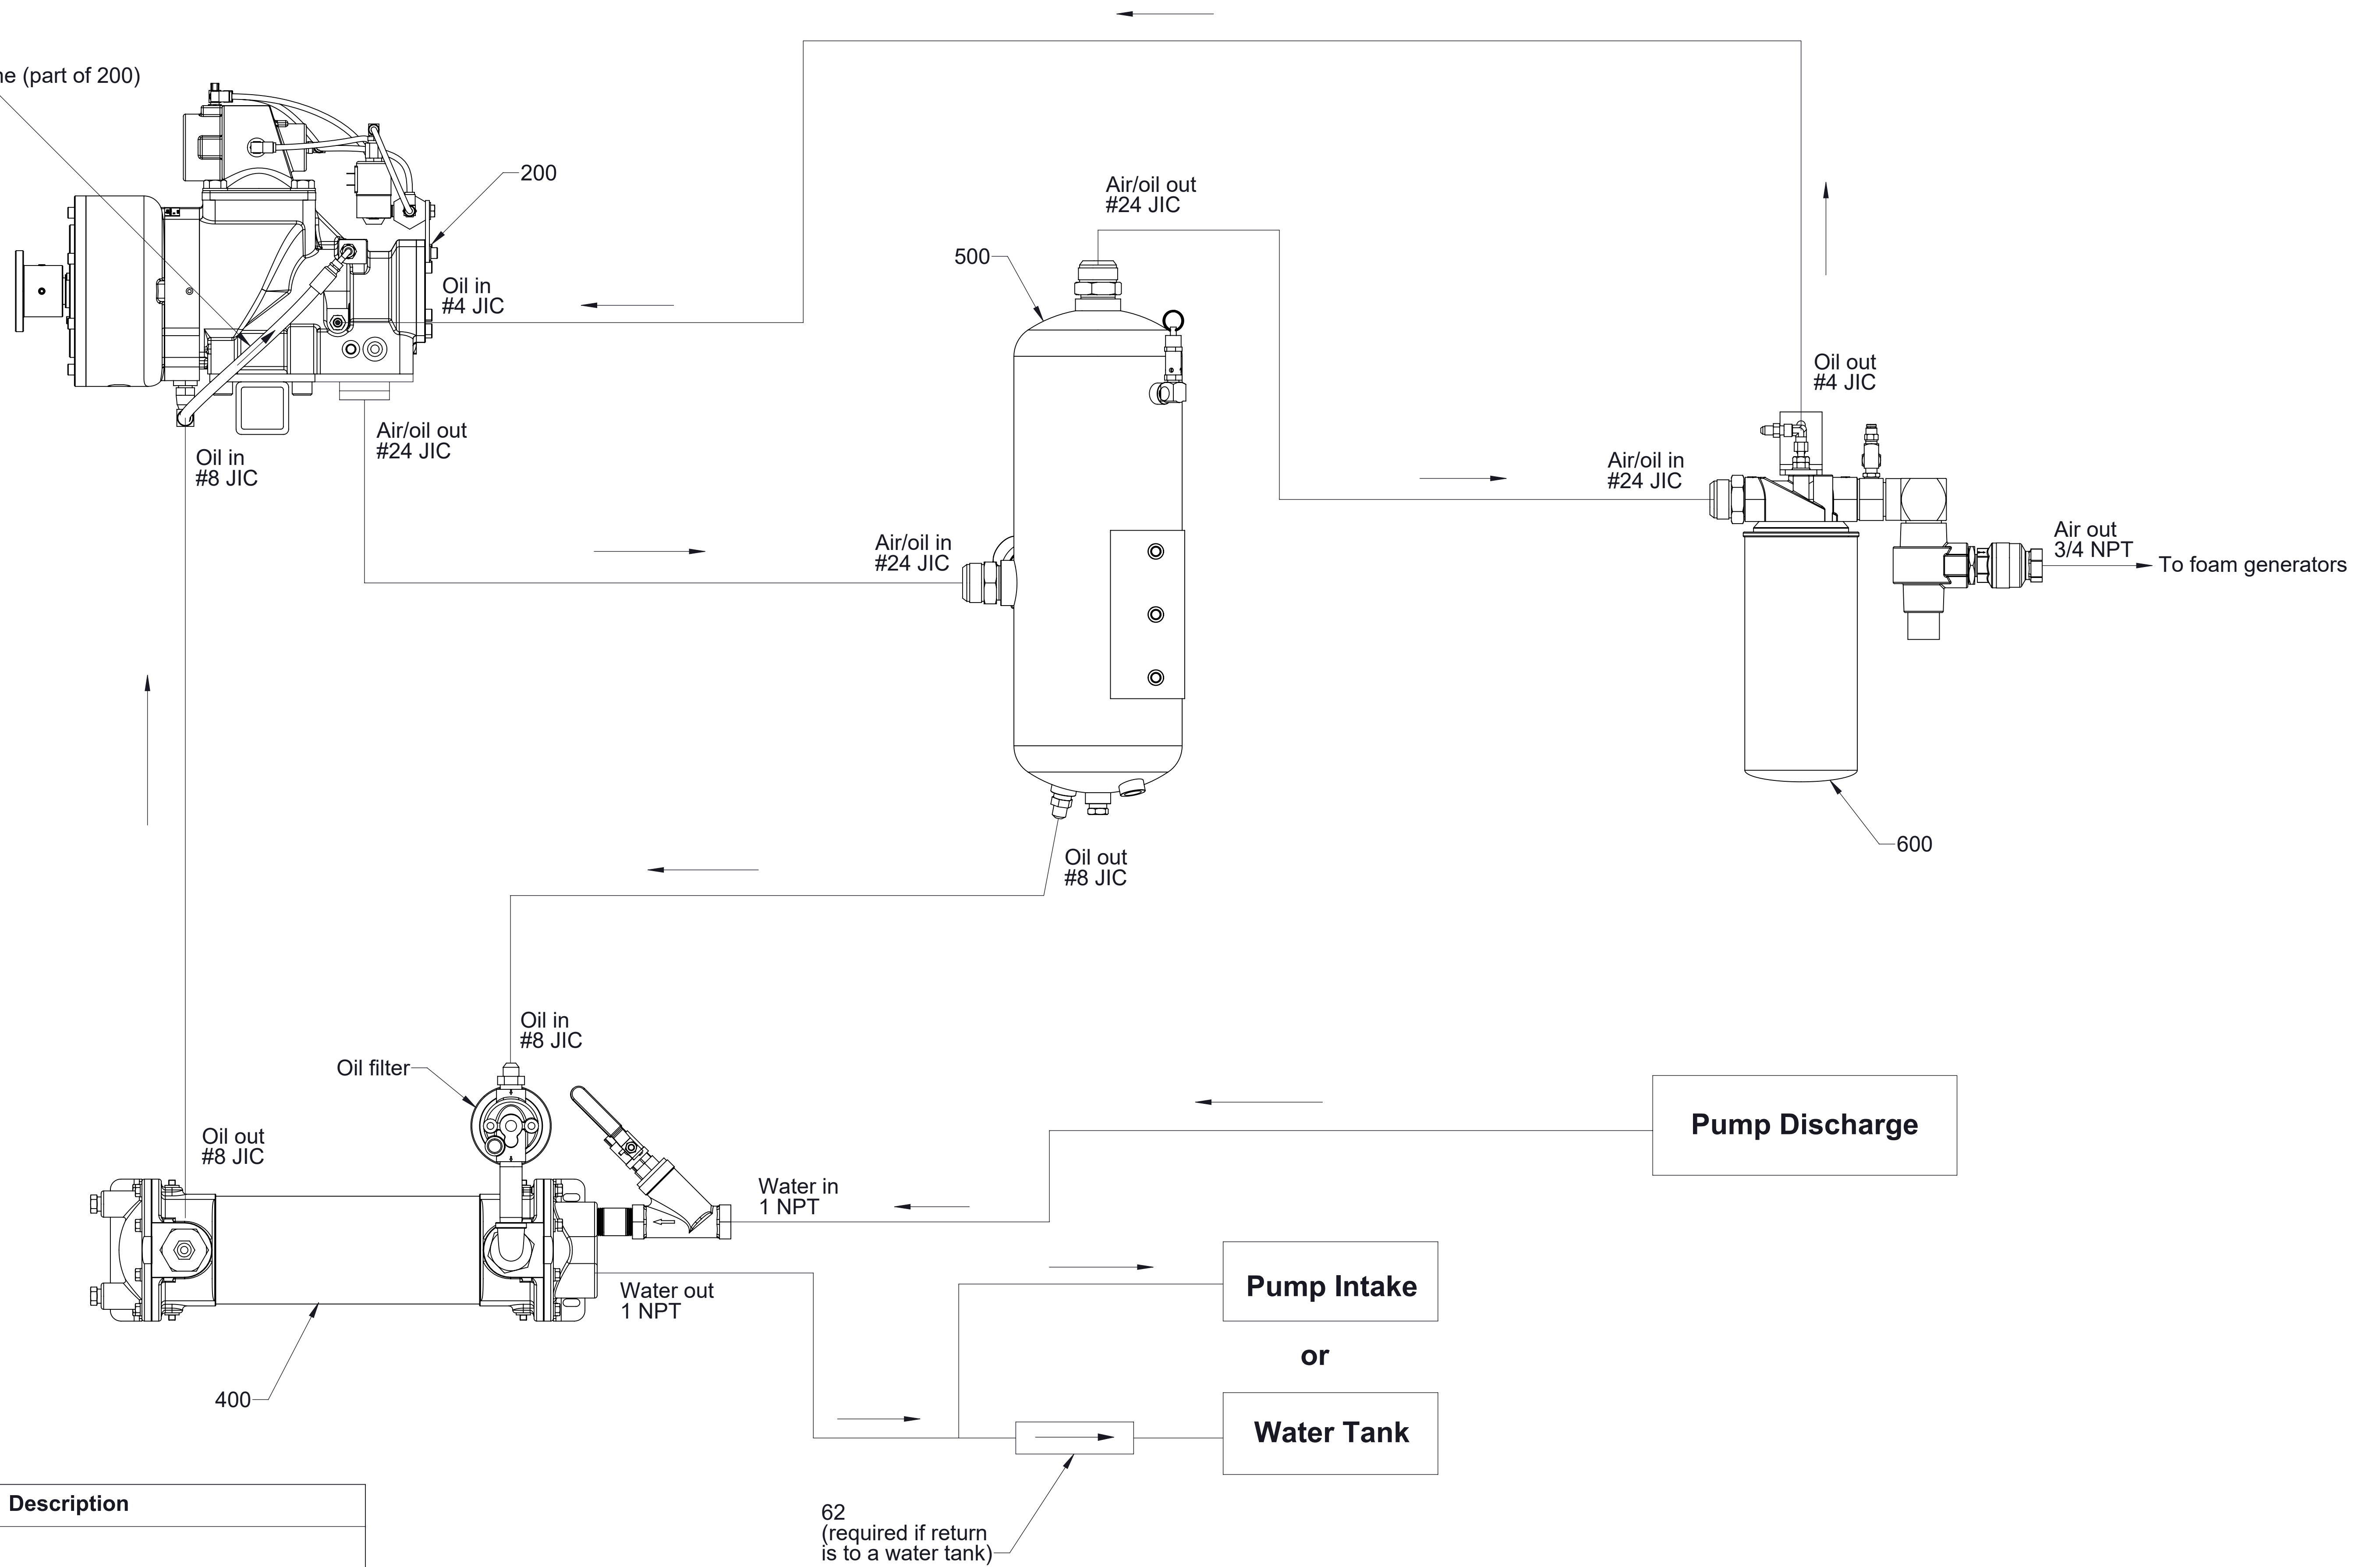 (part of 200)
200
Air/oil out
#24 JIC
500
Oil in
#4 JIC
Oil out
#4 JIC
Air/oil out
#24 JIC
Oil in
#8 JIC
Air/oil in
#24 JIC
Air/oil in
#24 JIC
Air out
3/4 NPT
To foam generators
600
Oil out
#8 JIC
Oil in
#8 JIC
Oil filter
Pump Discharge
Oil out
#8 JIC
Water in
1 NPT
Pump Intake
Water out
1 NPT
or
400
Water Tank
Description
62
(required if return
is to a water tank)